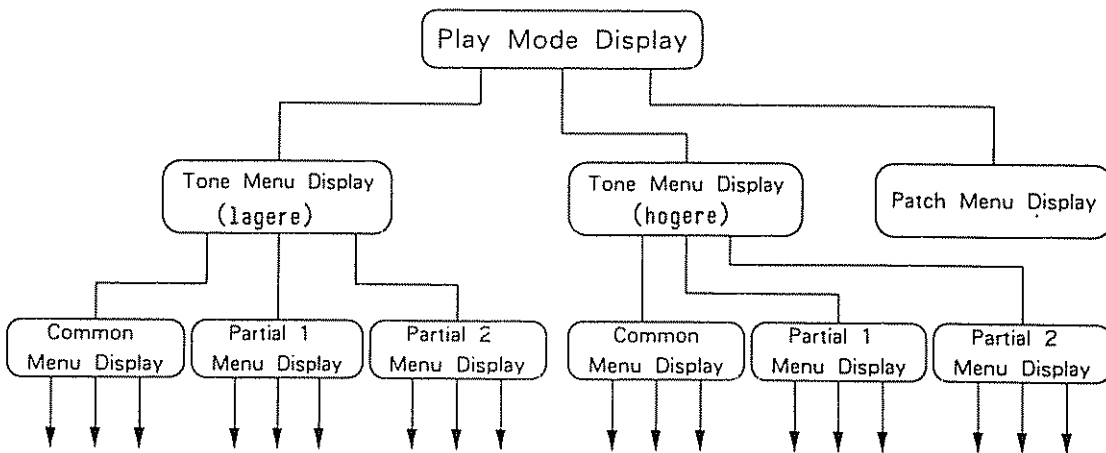 Play Mode Display
Tone Menu Display
(lagere)
Tone Menu Display
(hogere)
Patch Menu Display
Common
Menu Display
Partial 1
Menu Display
Partial 2
Menu Display
Common
Menu Display
Partial 1
Menu Display
Partial 2
Menu Display